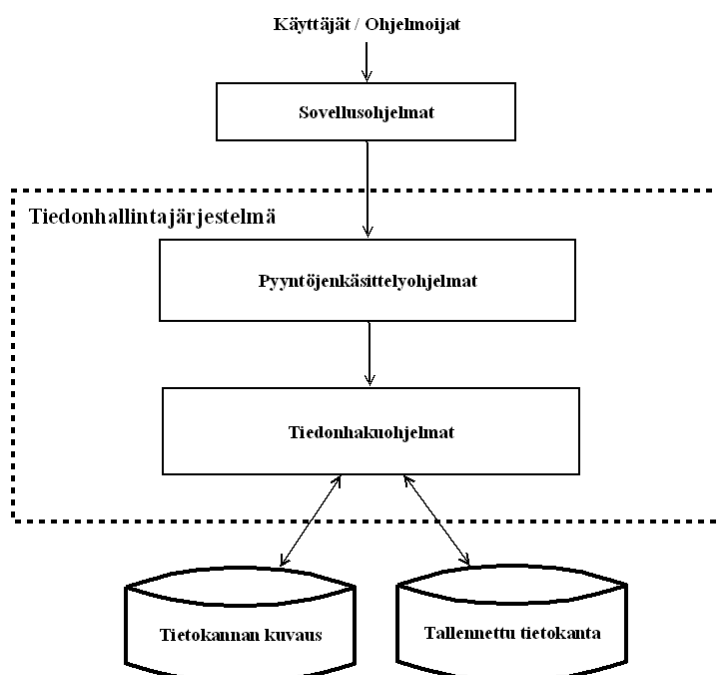 Käyttäjät / Ohjelmoijat
Sovellusohjelmat
Tiedonhallintajärjestelmä
Pyyntöjenkäsittelyohjelmat
Tiedonhakuohjelmat
Tietokannan kuvaus
Tallennettu tietokanta